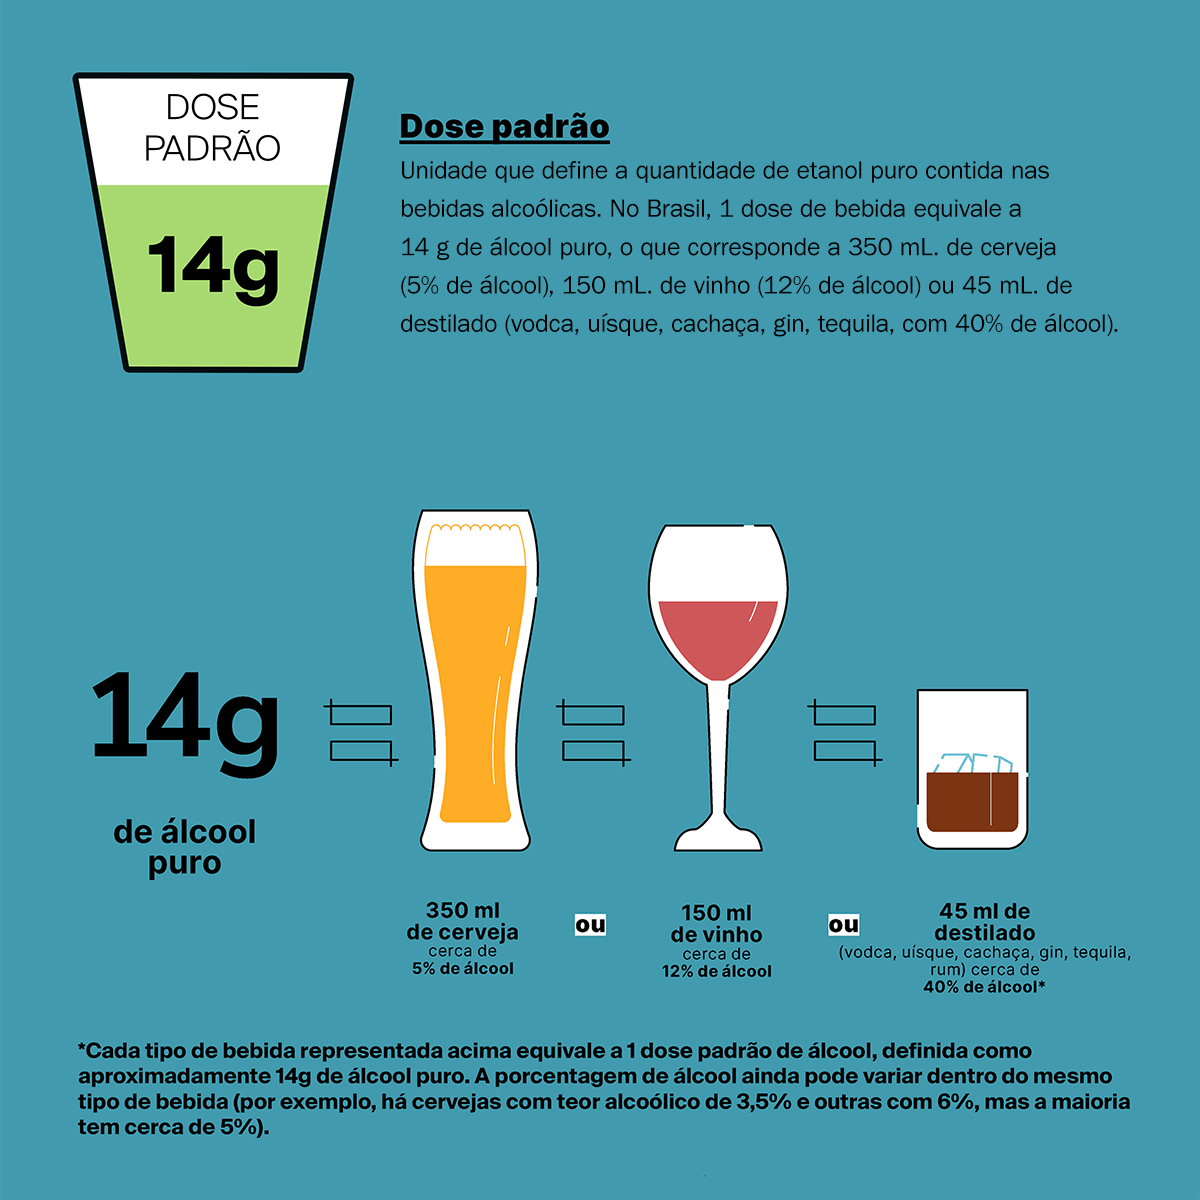 DOSE
PADRÃO
14g
Dose padrão
Unidade que define a quantidade de etanol puro contida nas
bebidas alcoólicas. No Brasil, 1 dose de bebida equivale a
14 g de álcool puro, o que corresponde a 350 mL. de cerveja
(5% de álcool), 150 mL. de vinho (12% de álcool) ou 45 mL. de
destilado (vodca, uísque, cachaça, gin, tequila, com 40% de álcool).
14g
de álcool
puro
350 ml
de cerveja
cerca de
5% de álcool
ou
150 ml
de vinho
cerca de
12% de álcool
ou
45 ml de
destilado
(vodca, uísque, cachaça, gin, tequila,
rum) cerca de
40% de álcool*
*Cada tipo de bebida representada acima equivale a 1 dose padrão de álcool, definida como
aproximadamente 14g de álcool puro. A porcentagem de álcool ainda pode variar dentro do mesmo
tipo de bebida (por exemplo, há cervejas com teor alcoólico de 3,5% e outras com 6%, mas a maioria
tem cerca de 5%).